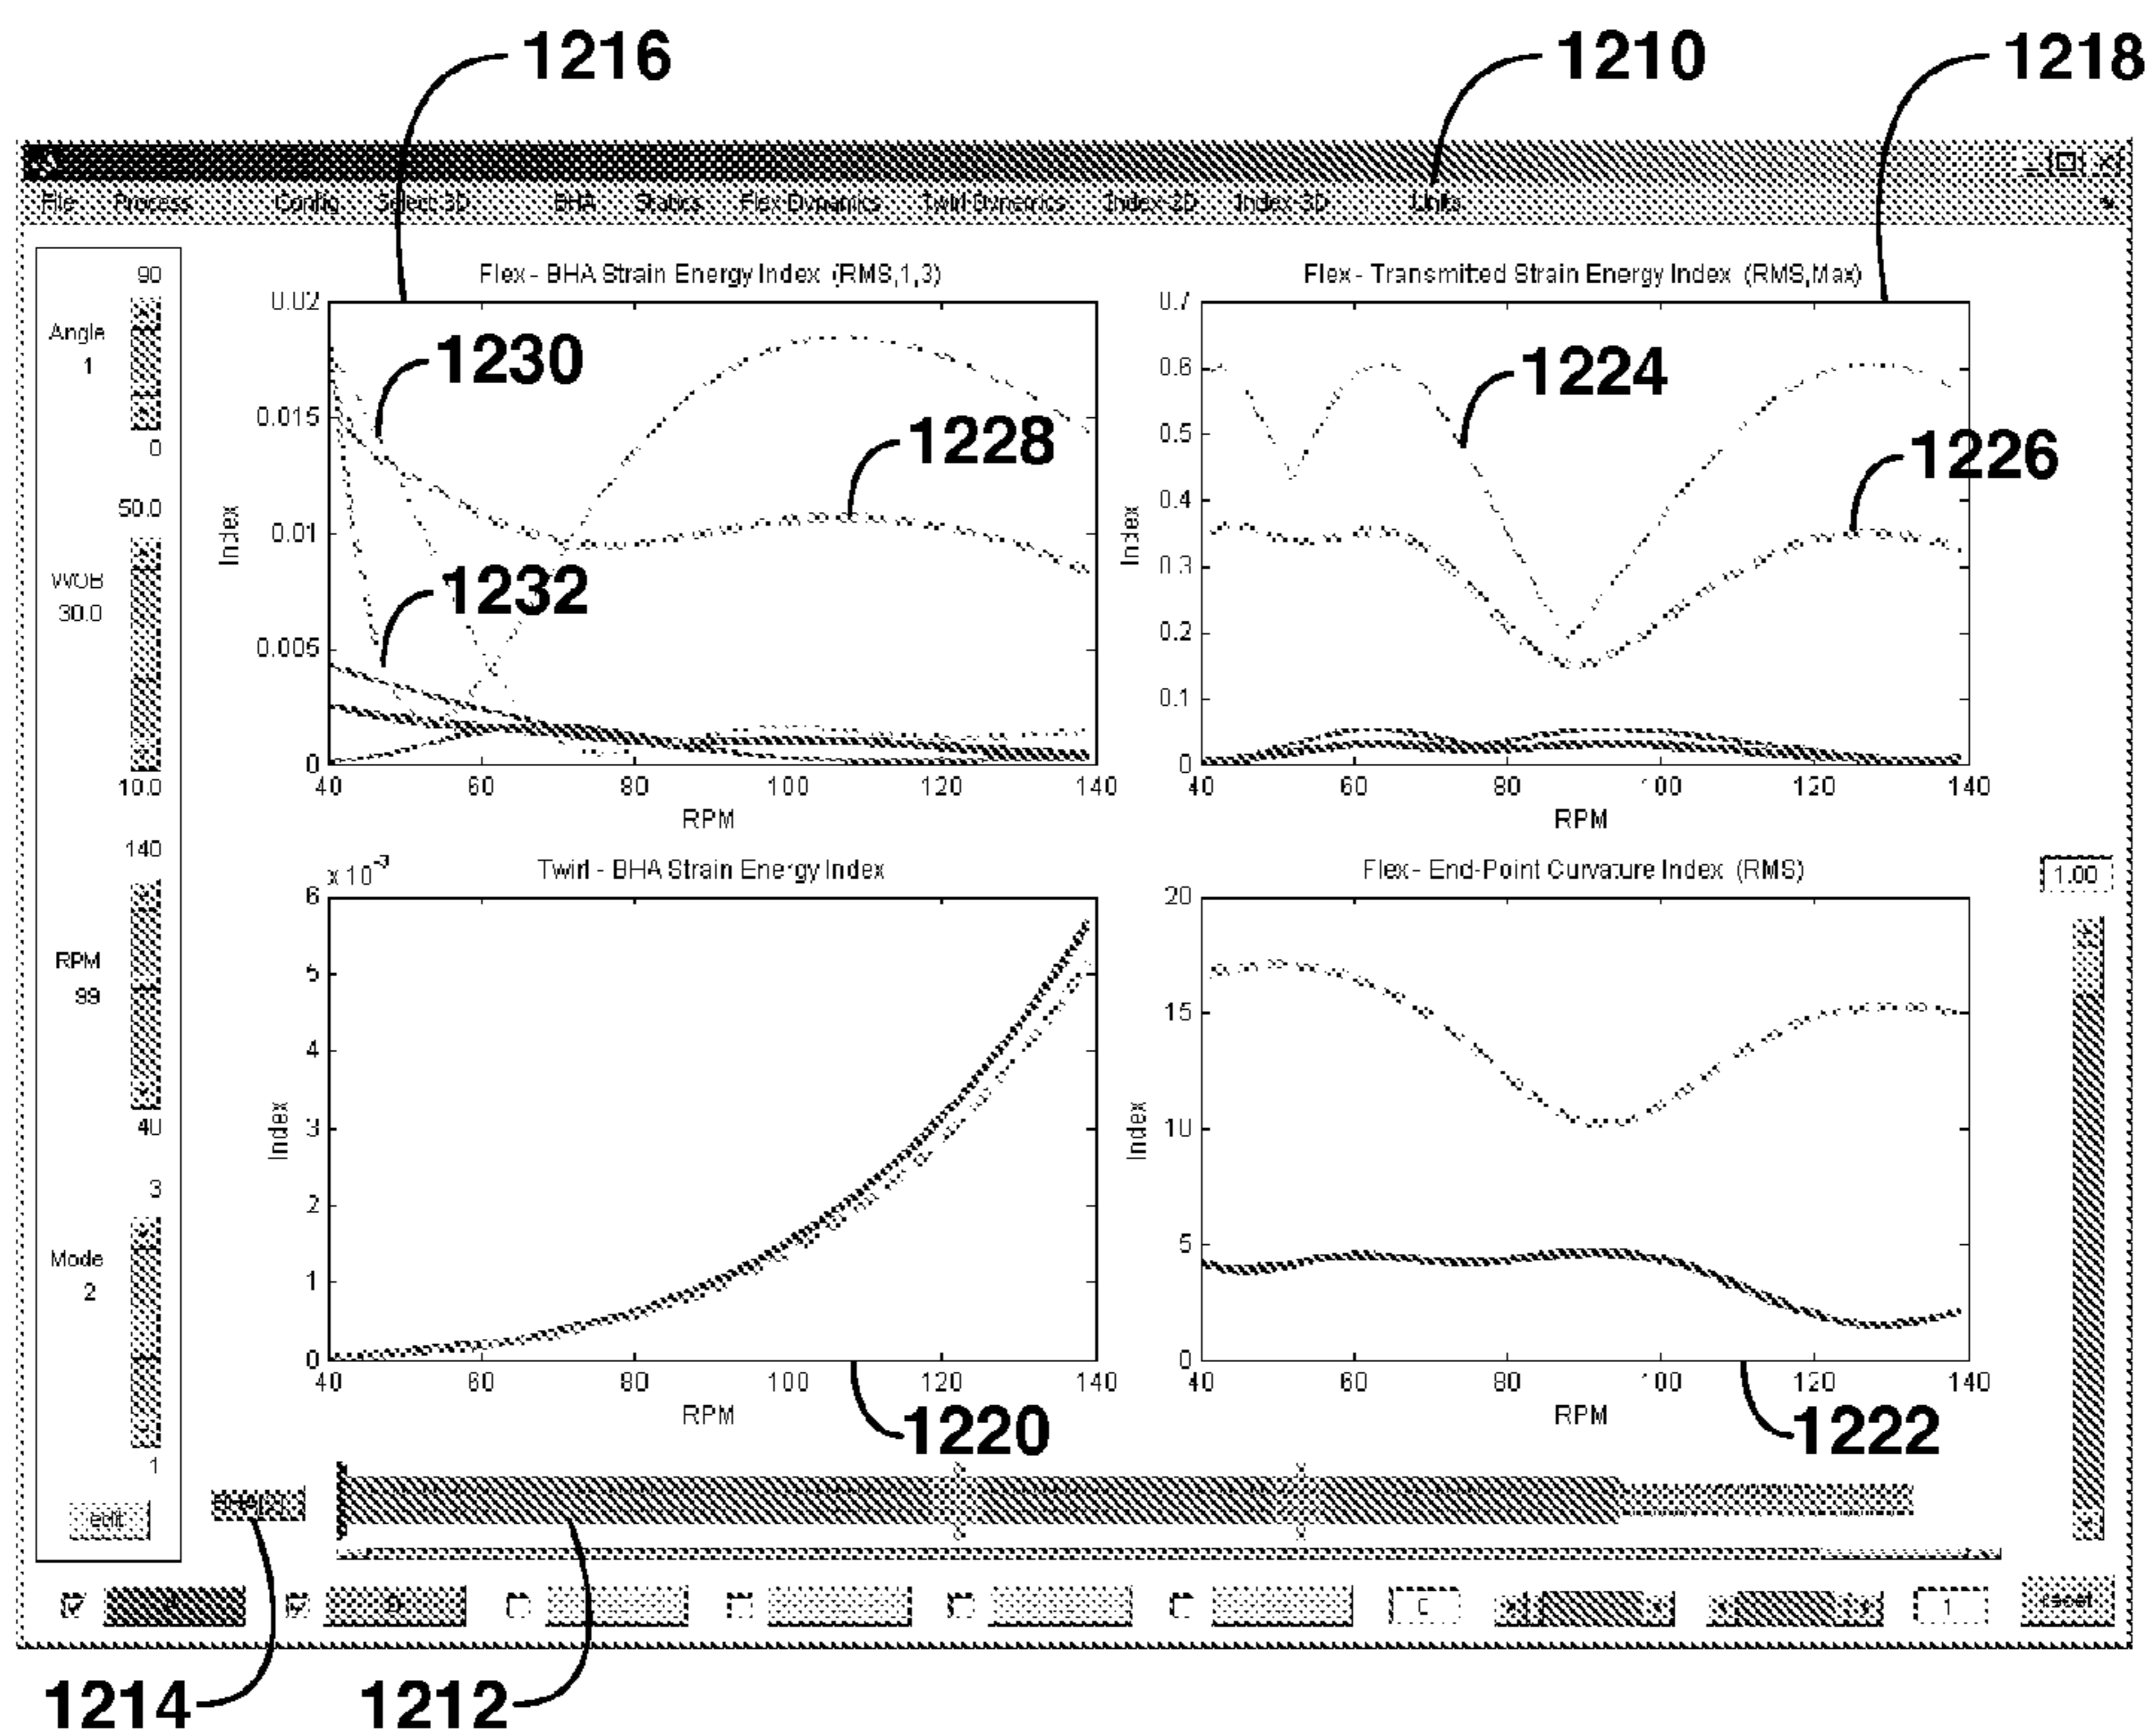 1216 1210 1218
File Process Config Select 3D BHA Statics Flex Dynamics Twirl Dynamics Index-2D Index-3D Units
90
Angle
1
0
50.0
WOB
30.0
10.0
140
RPM
99
40
3
Mode
2
1
edit
Flex - BHA Strain Energy Index (RMS,1,3)
0.02
0.015
0.01
0.005
0
Index
40 60 80 100 120 140
RPM
1230
1228
1232
Flex - Transmitted Strain Energy Index (RMS,Max)
0.7
0.6
0.5
0.4
0.3
0.2
0.1
0
Index
40 60 80 100 120 140
RPM
1224
1226
Twirl - BHA Strain Energy Index
x 10-3
6
5
4
3
2
1
0
Index
40 60 80 100 120 140
RPM
1220
Flex - End-Point Curvature Index (RMS)
20
15
10
5
0
Index
40 60 80 100 120 140
RPM
1222
1.00
1
reset
1214 1212